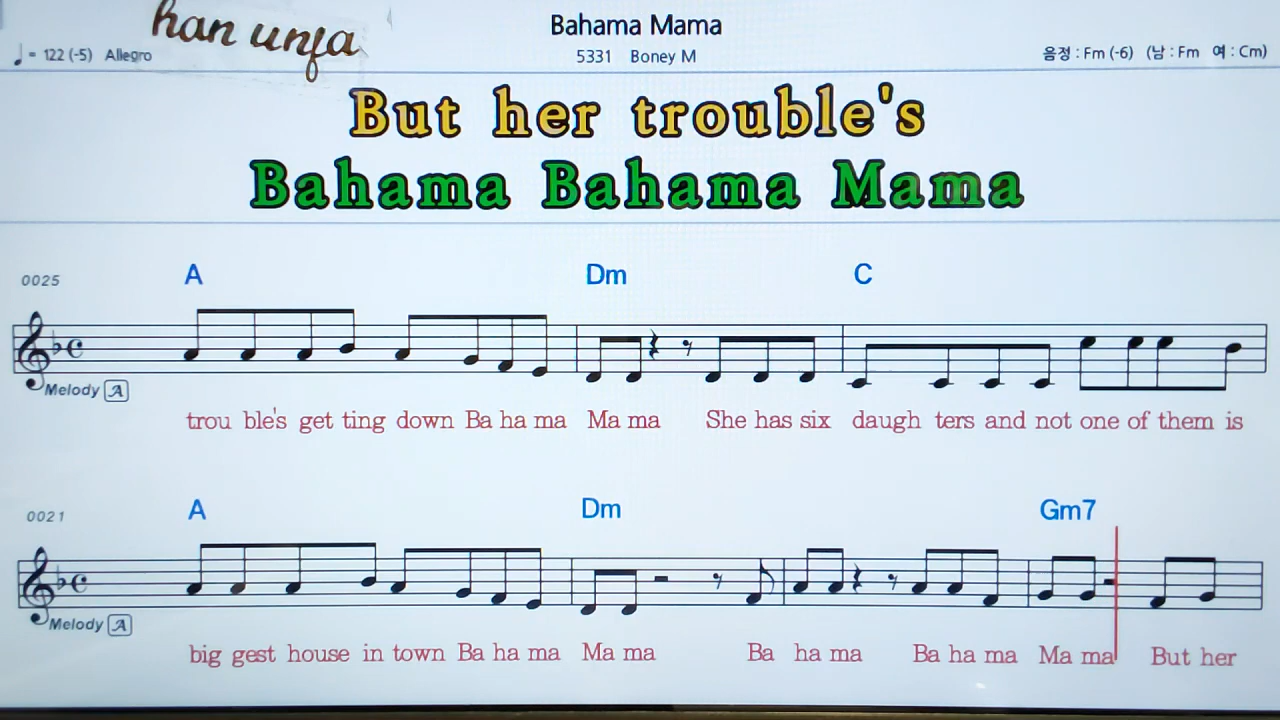 han unja
Bahama Mama
♩ = 122 (-5) Allegro
5331 Boney M
음정 : Fm (-6) (남 : Fm 여 : Cm)
But her trouble's
Bahama Bahama Mama
0025
A Dm C
Melody A
trou ble's get ting down Ba ha ma Ma ma She has six daugh ters and not one of them is
0021
A Dm Gm7
Melody A
big gest house in town Ba ha ma Ma ma Ba ha ma Ba ha ma Ma ma But her